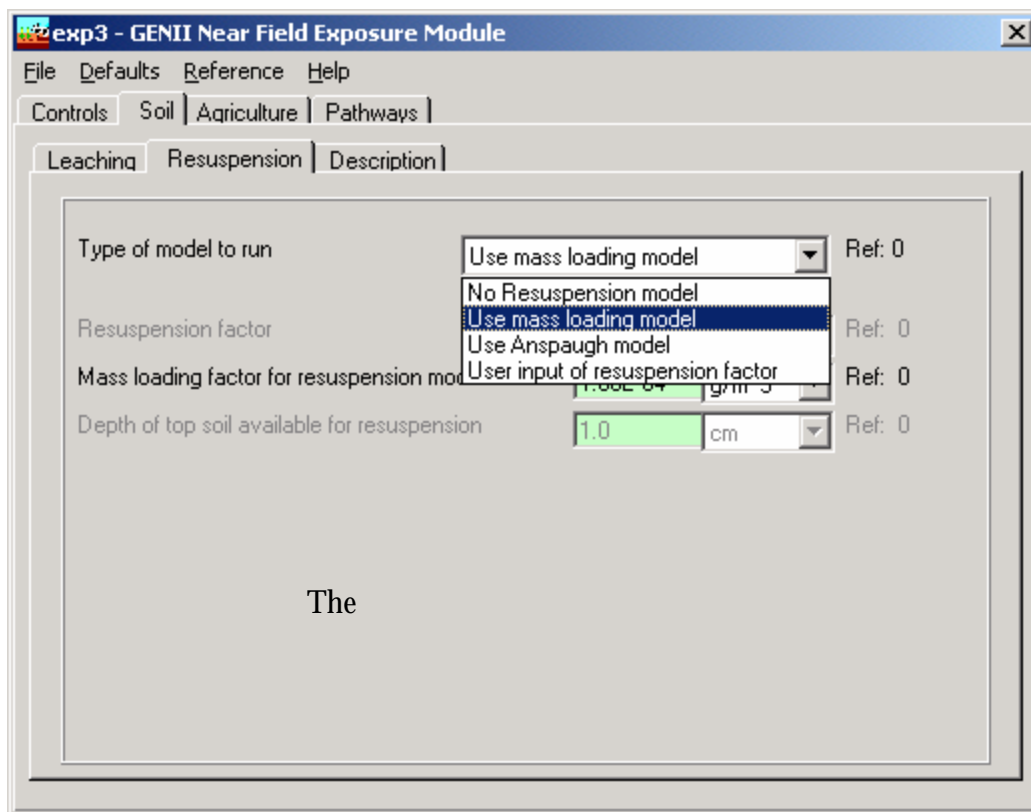 exp3 - GENII Near Field Exposure Module
File Defaults Reference Help
Controls Soil Agriculture Pathways
Leaching Resuspension Description
Type of model to run Use mass loading model Ref: 0
No Resuspension model
Use mass loading model
Resuspension factor Ref: 0
Use Anspaugh model
User input of resuspension factor
Mass loading factor for resuspension Ref: 0
Depth of top soil available for resuspension 1.0 cm Ref: 0
The